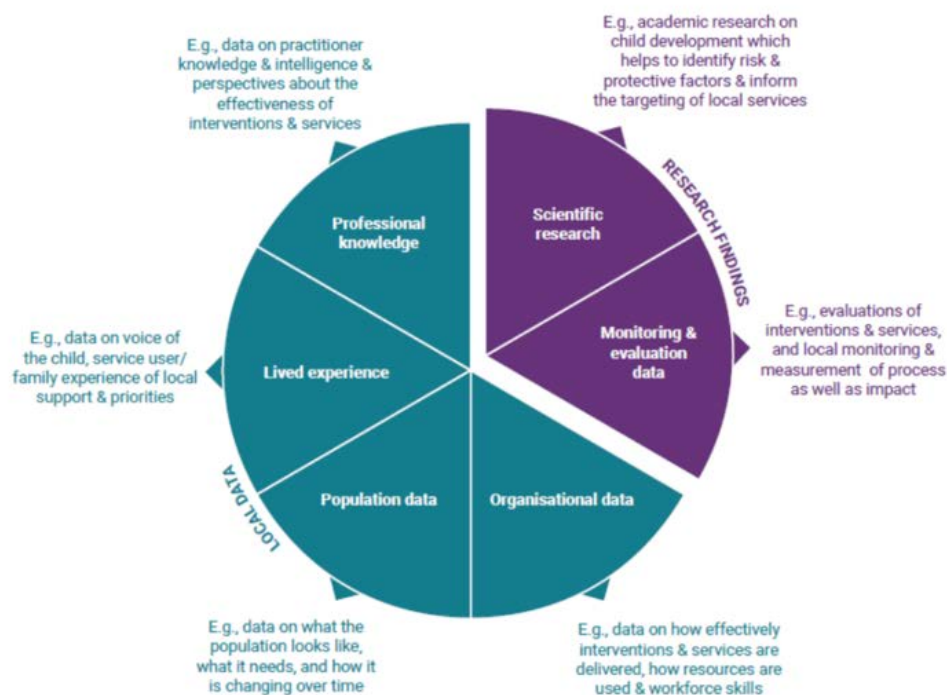 E.g., data on practitioner
knowledge & intelligence &
perspectives about the
effectiveness of
interventions & services
E.g., academic research on
child development which
helps to identify risk &
protective factors & inform
the targeting of local services
Professional
knowledge
Scientific
research
RESEARCH FINDINGS
E.g., data on voice of
the child, service user/
family experience of local
support & priorities
Lived experience
Monitoring &
evaluation
data
E.g., evaluations of
interventions & services,
and local monitoring &
measurement of process
as well as impact
LOCAL DATA
Population data
Organisational data
E.g., data on what the
population looks like,
what it needs, and how it
is changing over time
E.g., data on how effectively
interventions & services are
delivered, how resources are
used & workforce skills